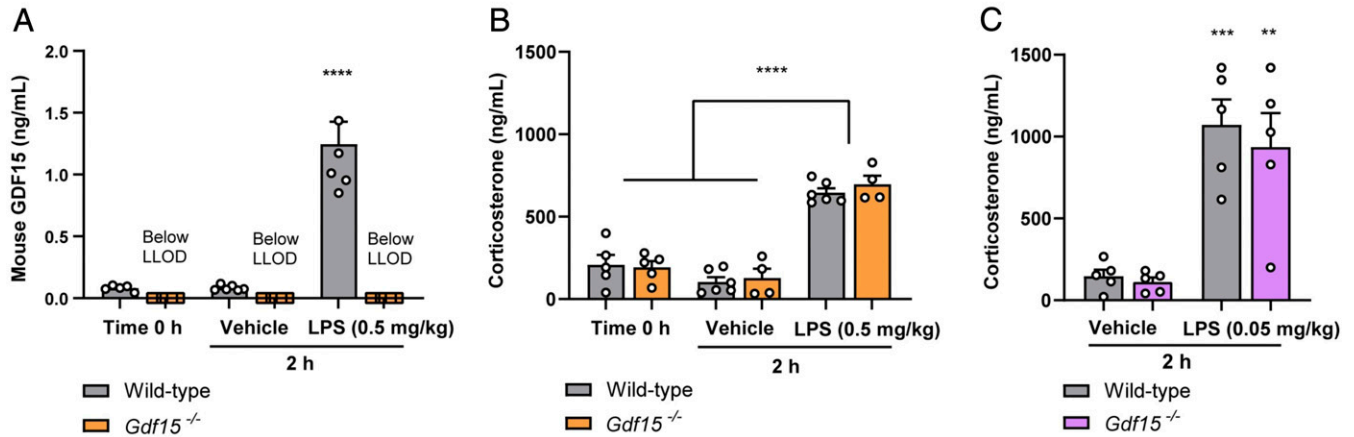 A
Mouse GDF15 (ng/mL)
2.0
1.5
1.0
0.5
0.0
****
Below
LLOD
Below
LLOD
Below
LLOD
Time 0 h
Vehicle
LPS (0.5 mg/kg)
2 h
Wild-type
Gdf15 -/-
B
Corticosterone (ng/mL)
1500
1000
500
0
****
Time 0 h
Vehicle
LPS (0.5 mg/kg)
2 h
Wild-type
Gdf15 -/-
C
Corticosterone (ng/mL)
1500
1000
500
0
***
**
Vehicle
LPS (0.05 mg/kg)
2 h
Wild-type
Gdf15 -/-